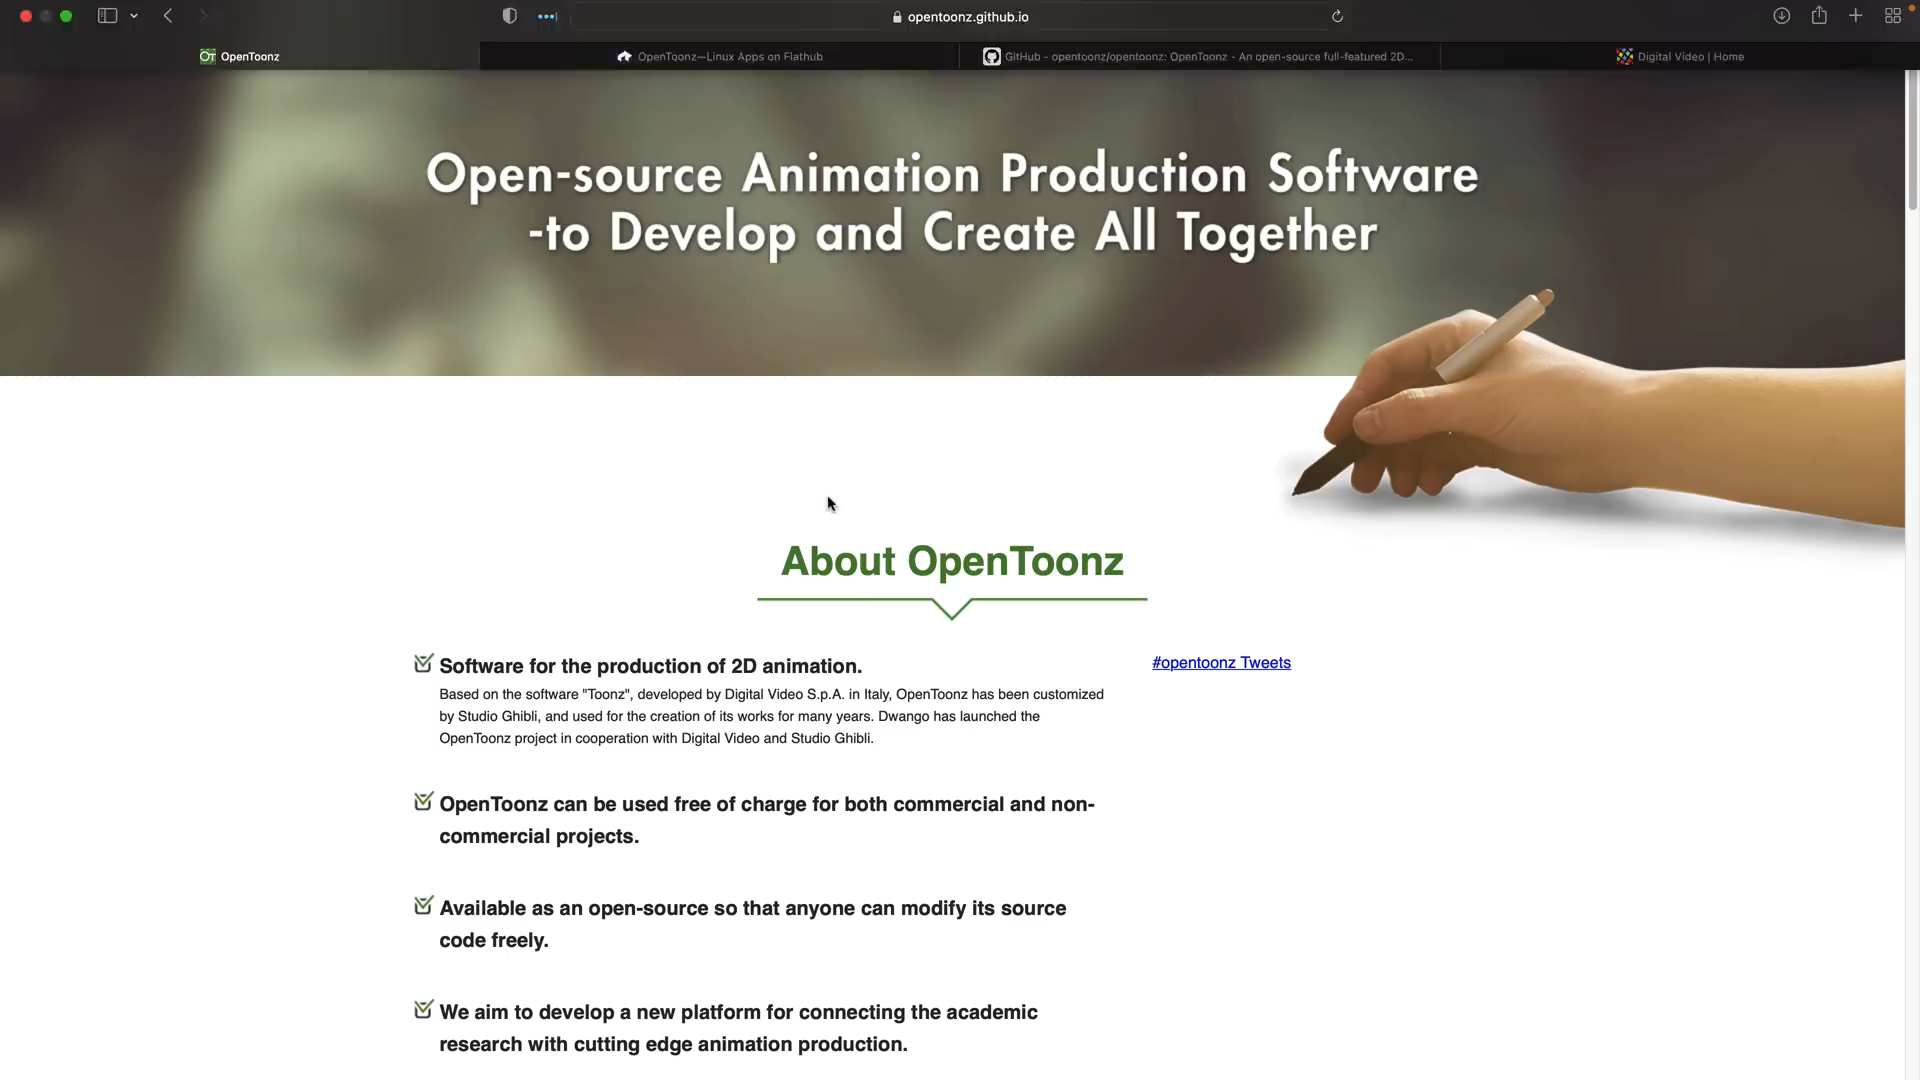 opentoonz.github.io
OpenToonz
OpenToonz—Linux Apps on Flathub
GitHub - opentoonz/opentoonz: OpenToonz - An open-source full-featured 2D...
Digital Video | Home
Open-source Animation Production Software
-to Develop and Create All Together
About OpenToonz
Software for the production of 2D animation.
Based on the software "Toonz", developed by Digital Video S.p.A. in Italy, OpenToonz has been customized
by Studio Ghibli, and used for the creation of its works for many years. Dwango has launched the
OpenToonz project in cooperation with Digital Video and Studio Ghibli.
#opentoonz Tweets
OpenToonz can be used free of charge for both commercial and non-
commercial projects.
Available as an open-source so that anyone can modify its source
code freely.
We aim to develop a new platform for connecting the academic
research with cutting edge animation production.